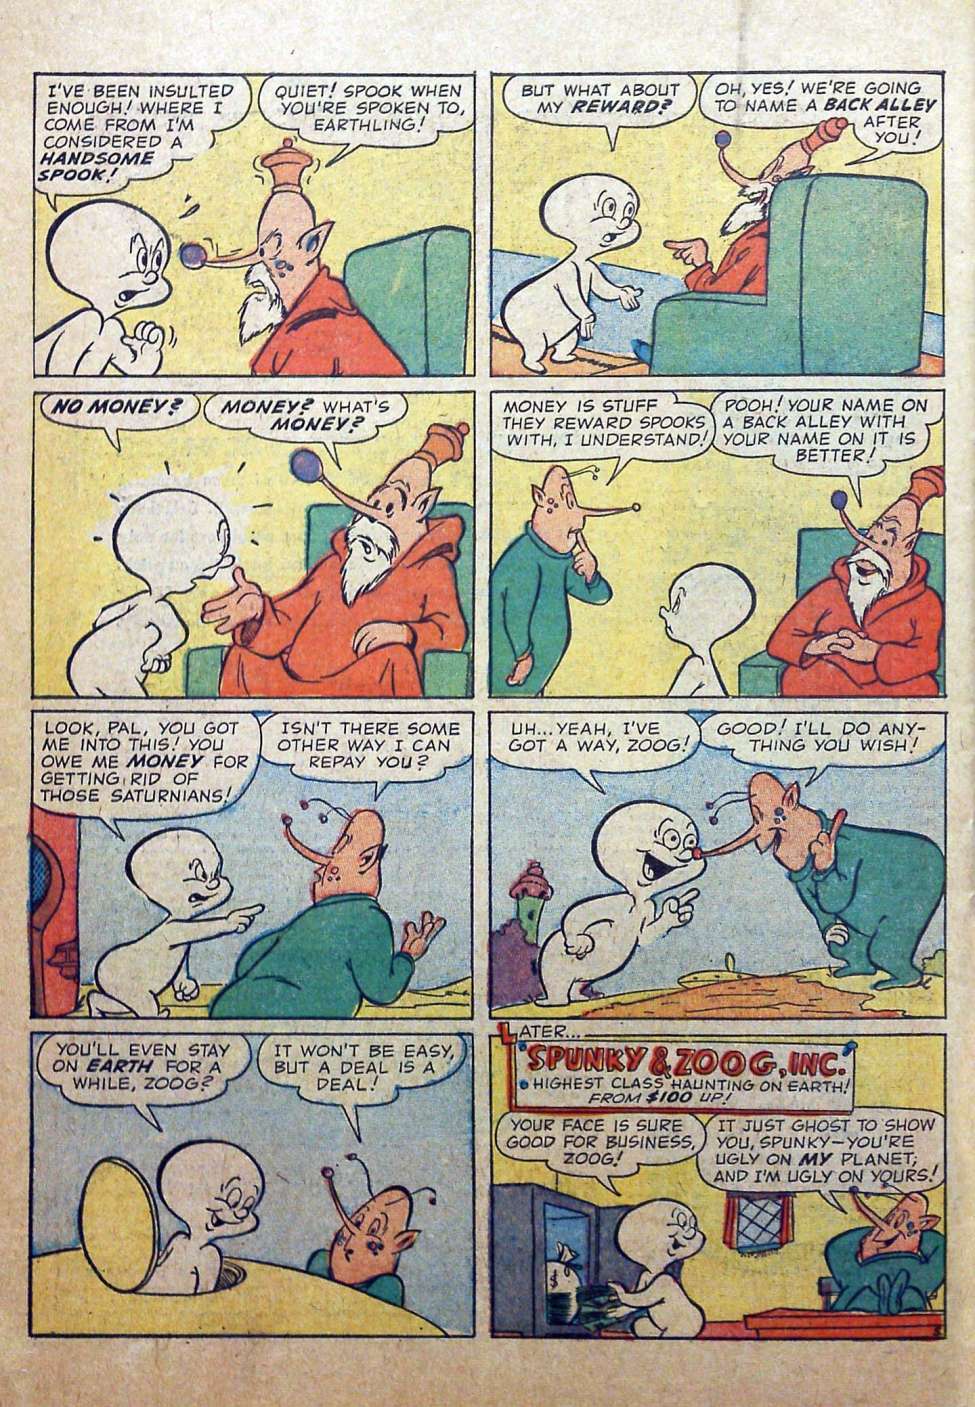 I'VE BEEN INSULTED
ENOUGH! WHERE I
COME FROM I'M
CONSIDERED A
HANDSOME
SPOOK!
QUIET! SPOOK WHEN
YOU'RE SPOKEN TO,
EARTHLING!
BUT WHAT ABOUT
MY REWARD?
OH, YES! WE'RE GOING
TO NAME A BACK ALLEY
AFTER
YOU!
NO MONEY?
MONEY? WHAT'S
MONEY?
MONEY IS STUFF
THEY REWARD SPOOKS
WITH, I UNDERSTAND!
POOH! YOUR NAME ON
A BACK ALLEY WITH
YOUR NAME ON IT IS
BETTER!
LOOK, PAL, YOU GOT
ME INTO THIS! YOU
OWE ME MONEY FOR
GETTING RID OF
THOSE SATURNIANS!
ISN'T THERE SOME
OTHER WAY I CAN
REPAY YOU?
UH...YEAH, I'VE
GOT A WAY, ZOOG!
GOOD! I'LL DO ANY-
THING YOU WISH!
YOU'LL EVEN STAY
ON EARTH FOR A
WHILE, ZOOG?
IT WON'T BE EASY,
BUT A DEAL IS A
DEAL!
LATER...
SPUNKY & ZOOG, INC.
HIGHEST CLASS HAUNTING ON EARTH!
FROM $100 UP!
YOUR FACE IS SURE
GOOD FOR BUSINESS,
ZOOG!
IT JUST GHOST TO SHOW
YOU, SPUNKY—YOU'RE
UGLY ON MY PLANET;
AND I'M UGLY ON YOURS!
$